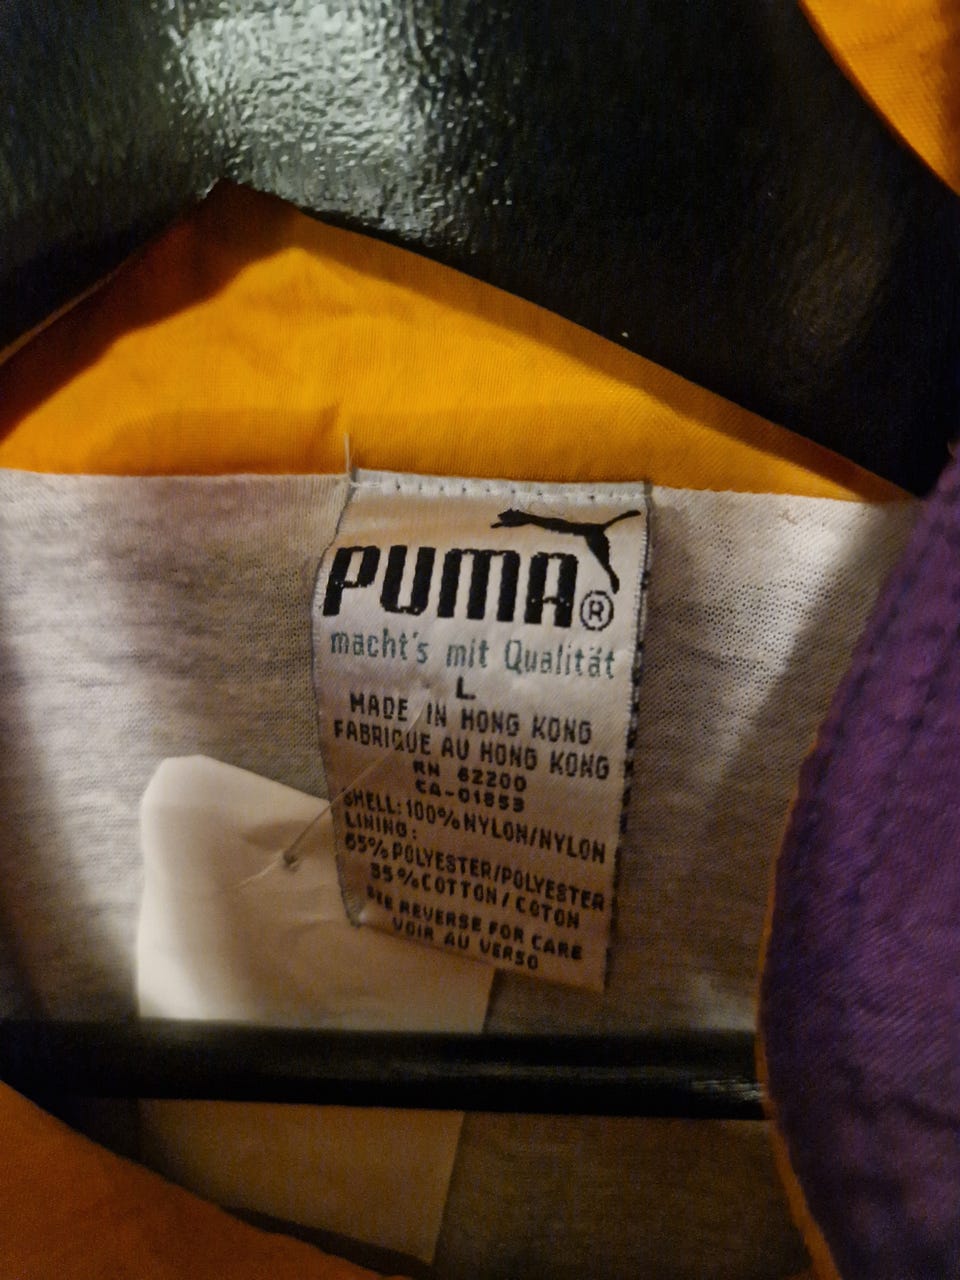 PUMA®
macht's mit Qualität
L
MADE IN HONG KONG
FABRIQUE AU HONG KONG
RN 62200
CA-01853
SHELL: 100% NYLON/NYLON
LINING:
65% POLYESTER/POLYESTER
35% COTTON / COTON
SEE REVERSE FOR CARE
VOIR AU VERSO